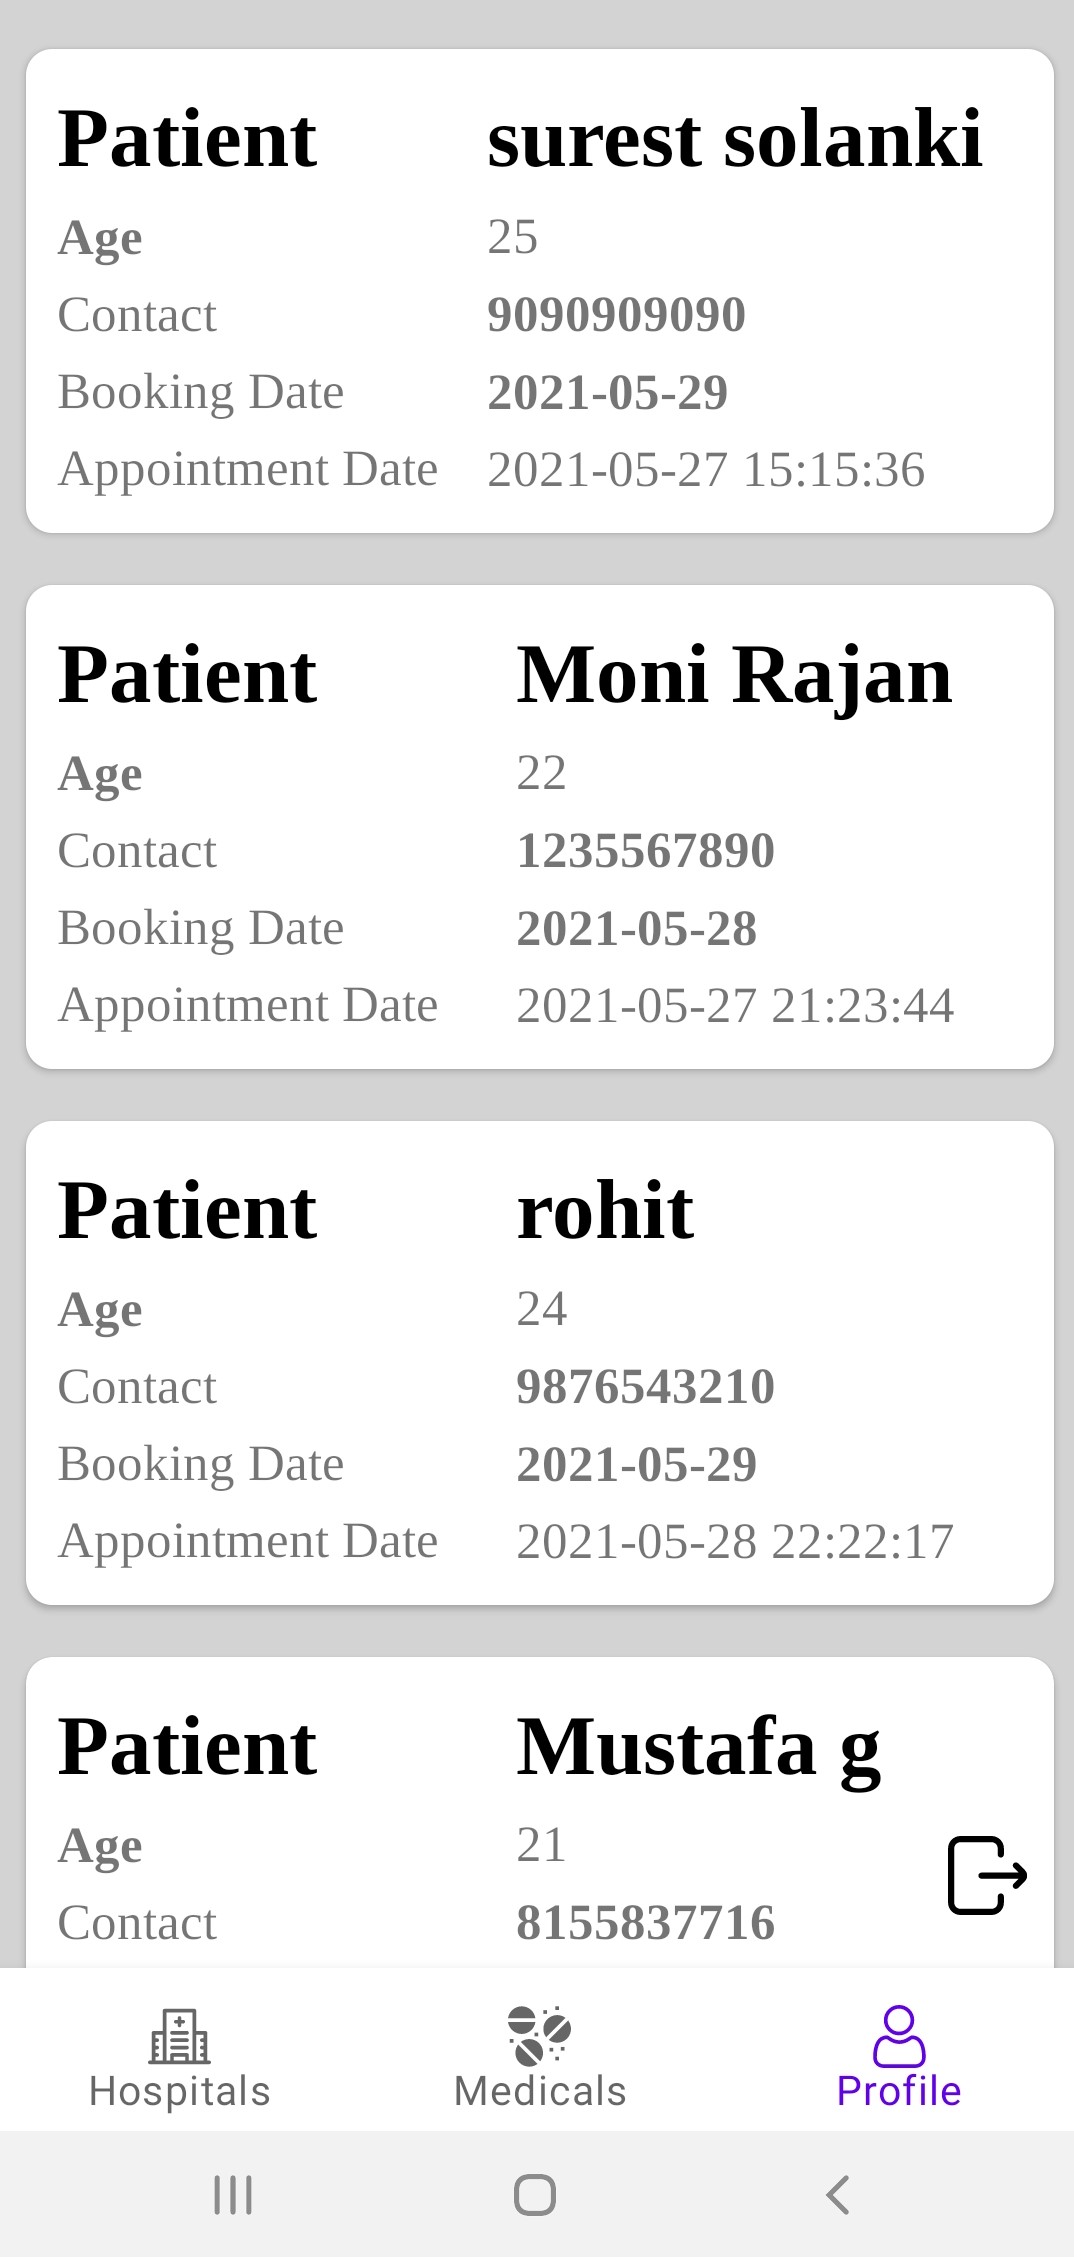 Patient surest solanki
Age 25
Contact 9090909090
Booking Date 2021-05-29
Appointment Date 2021-05-27 15:15:36
Patient Moni Rajan
Age 22
Contact 1235567890
Booking Date 2021-05-28
Appointment Date 2021-05-27 21:23:44
Patient rohit
Age 24
Contact 9876543210
Booking Date 2021-05-29
Appointment Date 2021-05-28 22:22:17
Patient Mustafa g
Age 21
Contact 8155837716
Hospitals Medicals Profile